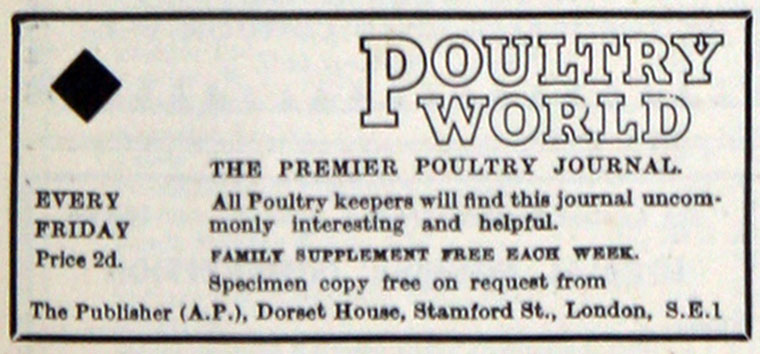 POULTRY
WORLD
THE PREMIER POULTRY JOURNAL.
EVERY
FRIDAY
Price 2d.
All Poultry keepers will find this journal uncom-
monly interesting and helpful.
FAMILY SUPPLEMENT FREE EACH WEEK.
Specimen copy free on request from
The Publisher (A.P.), Dorset House, Stamford St., London, S.E.1